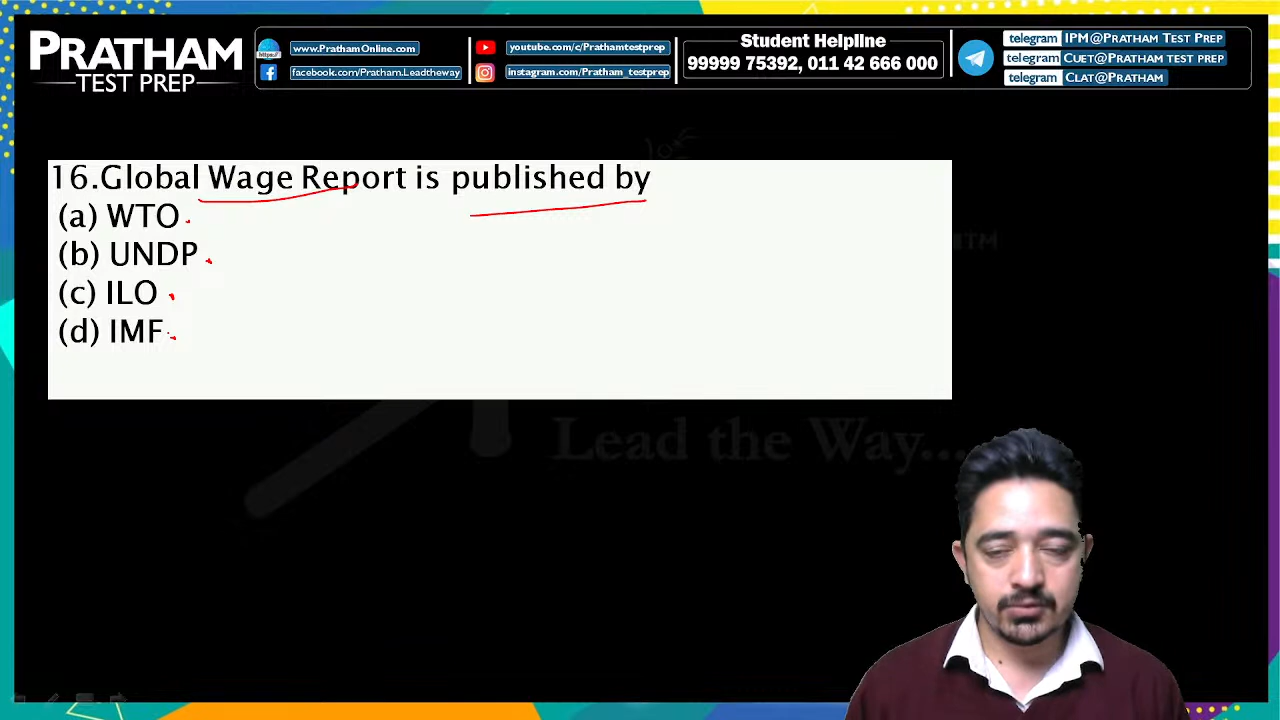 PRATHAM
TEST PREP
https://
www.PrathamOnline.com
facebook.com/Pratham.Leadtheway
youtube.com/c/Prathamtestprep
instagram.com/Pratham_testprep
Student Helpline
99999 75392, 011 42 666 000
telegram IPM@PRATHAM TEST PREP
telegram CUET@PRATHAM TEST PREP
telegram CLAT@PRATHAM
16.Global Wage Report is published by
(a) WTO
(b) UNDP
(c) ILO
(d) IMF
TM
Lead the Way...